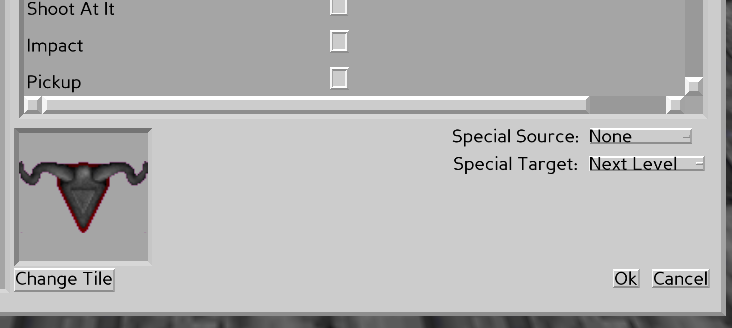 Shoot At It
Impact
Pickup
Special Source: None
Special Target: Next Level
Change Tile
Ok Cancel